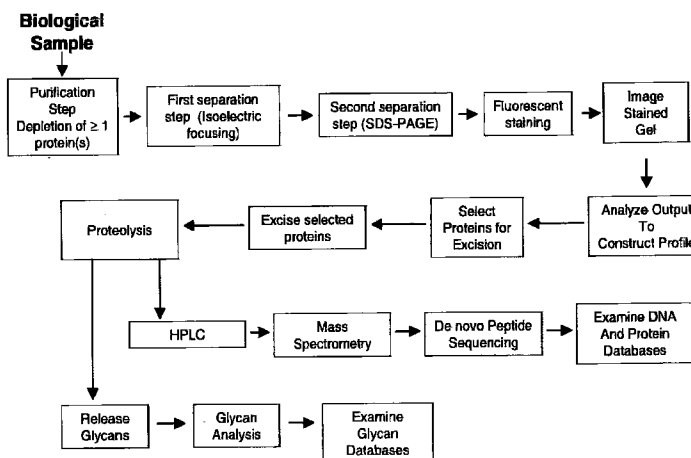 Biological
Sample
Purification
Step
Depletion of ≥ 1
protein(s)
First separation
step (Isoelectric
focusing)
Second separation
step (SDS-PAGE)
Fluorescent
staining
Image
Stained
Gel
Analyze Output
To
Construct Profile
Select
Proteins for
Excision
Excise selected
proteins
Proteolysis
HPLC
Mass
Spectrometry
De novo Peptide
Sequencing
Examine DNA
And Protein
Databases
Release
Glycans
Glycan
Analysis
Examine
Glycan
Databases